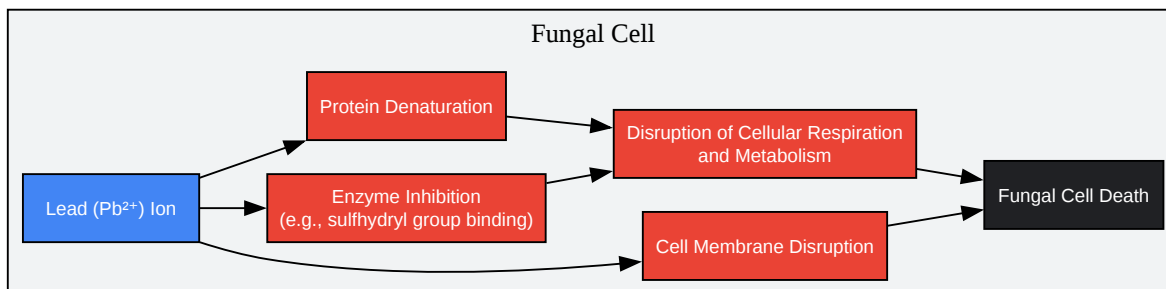 Fungal Cell
Protein Denaturation
Disruption of Cellular Respiration
and Metabolism
Lead (Pb²⁺) Ion
Enzyme Inhibition
(e.g., sulfhydryl group binding)
Fungal Cell Death
Cell Membrane Disruption